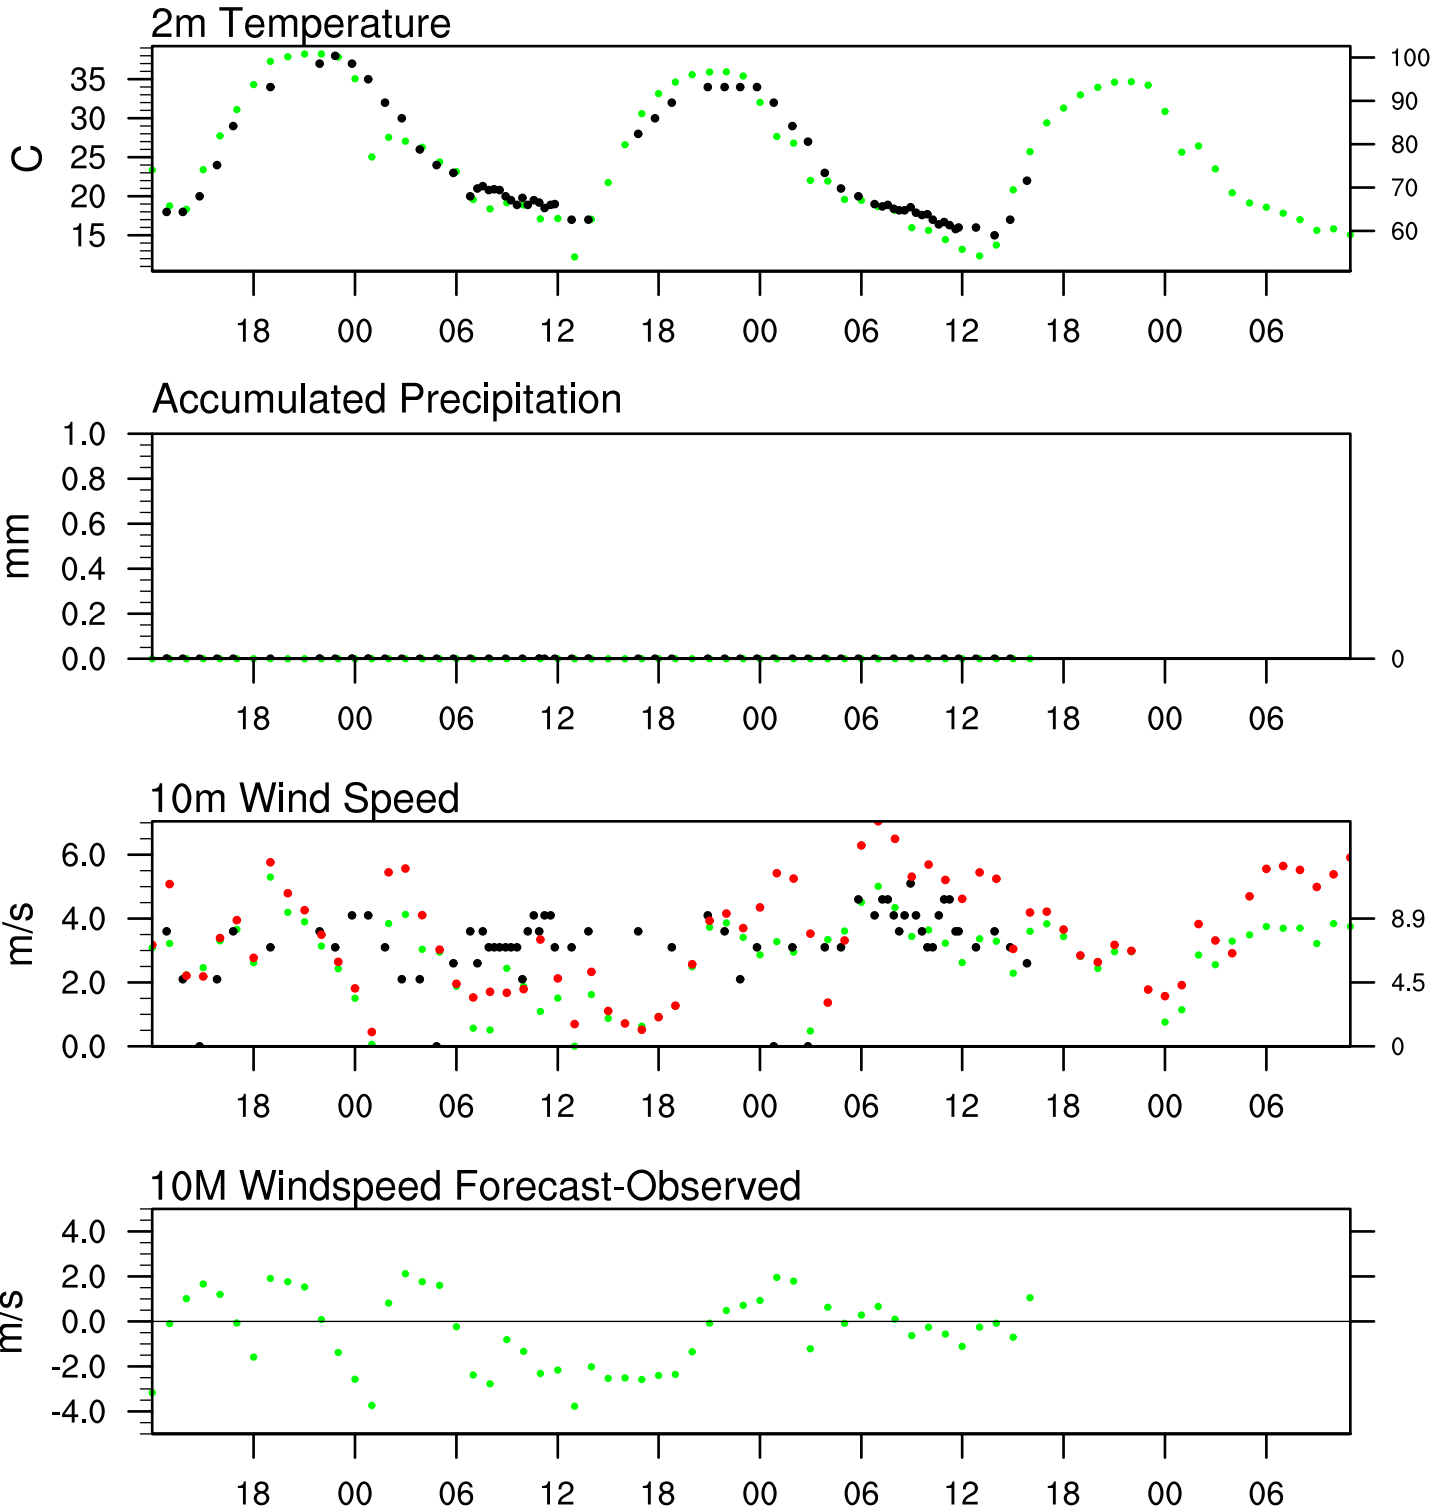 2m Temperature
C
35
30
25
20
15
100
90
80
70
60
18 00 06 12 18 00 06 12 18 00 06
Accumulated Precipitation
mm
1.0
0.8
0.6
0.4
0.2
0.0
0
18 00 06 12 18 00 06 12 18 00 06
10m Wind Speed
m/s
6.0
4.0
2.0
0.0
8.9
4.5
0
18 00 06 12 18 00 06 12 18 00 06
10M Windspeed Forecast-Observed
m/s
4.0
2.0
0.0
-2.0
-4.0
18 00 06 12 18 00 06 12 18 00 06